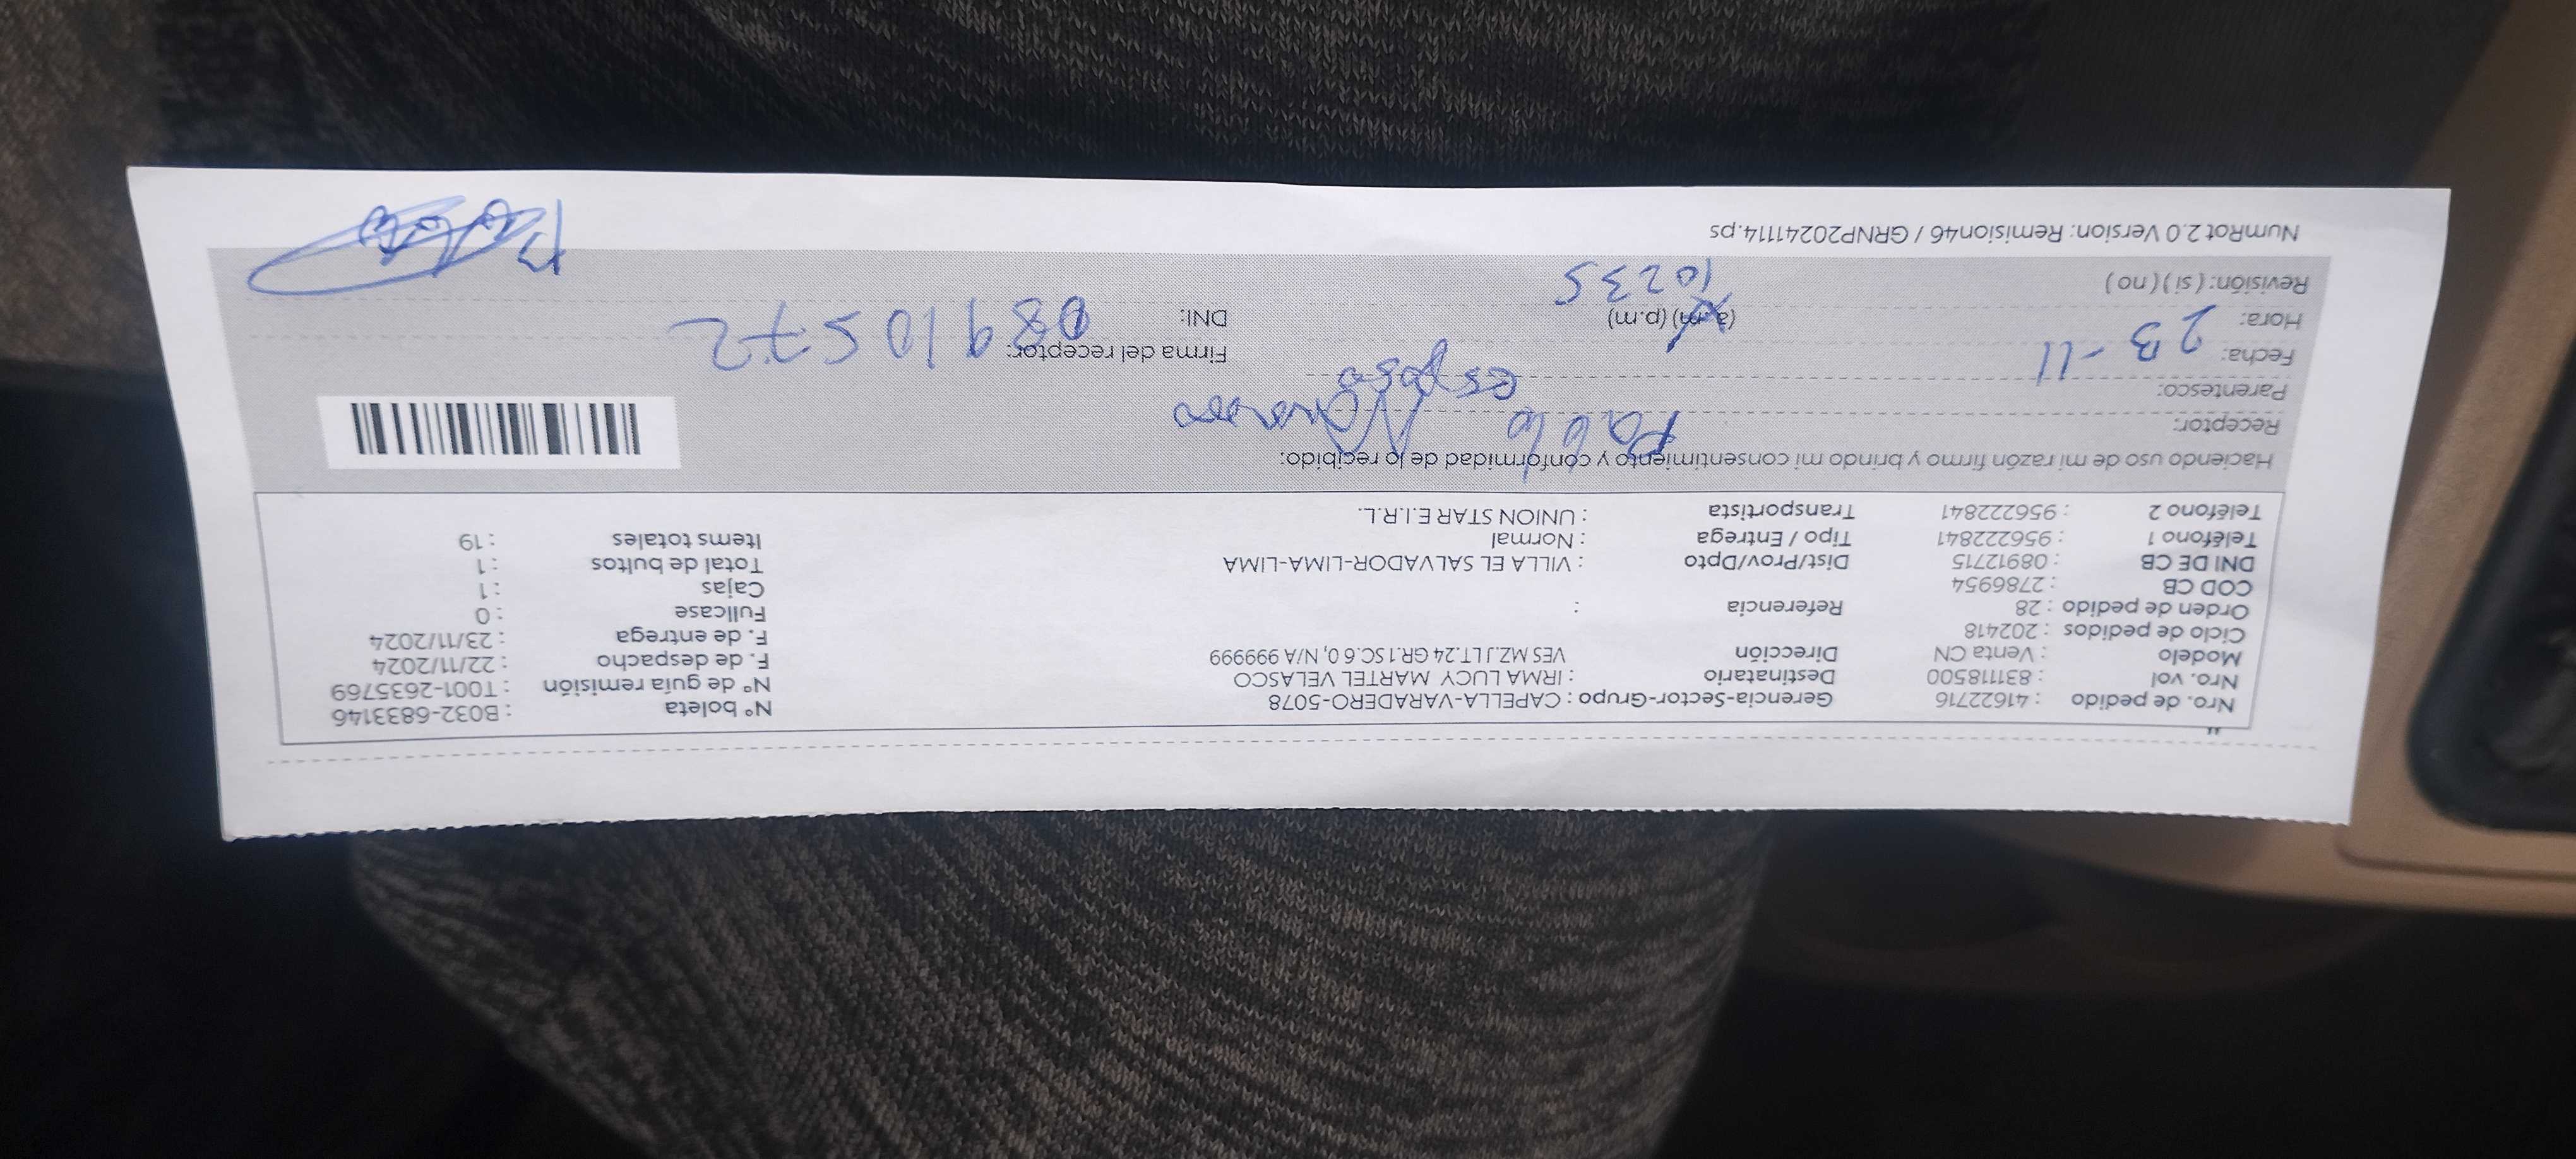 Nro. de pedido : 41622716 Gerencia-Sector-Grupo : CAPELLA-VARADERO-5078 N° boleta : B032-6833146
Nro. vol : 831118500 Destinatario : IRMA LUCY MARTEL VELASCO N° de guía remisión : T001-2635769
Modelo : Venta CN Dirección VES MZ.J LT.24 GR.1 SC.6 0, N/A 999999 F. de despacho : 22/11/2024
Ciclo de pedidos : 202418 F. de entrega : 23/11/2024
Orden de pedido : 28 Referencia : Fullcase : 0
COD CB : 2786954 Cajas : 1
DNI DE CB : 08912715 Dist/Prov/Dpto : VILLA EL SALVADOR-LIMA-LIMA Total de bultos : 1
Teléfono 1 : 956222841 Tipo / Entrega : Normal Items totales : 19
Teléfono 2 : 956222841 Transportista : UNION STAR E.I.R.L.
Haciendo uso de mi razón firmo y brindo mi consentimiento y conformidad de lo recibido:
Receptor: Pablo
Parentesco: esposo
Fecha: 23-11 Firma del receptor:
Hora: (a.m) (p.m) 10235 DNI: 08910572
Revisión: ( si ) ( no )
NumRot 2.0 Version: Remision46 / GRNP20241114.ps